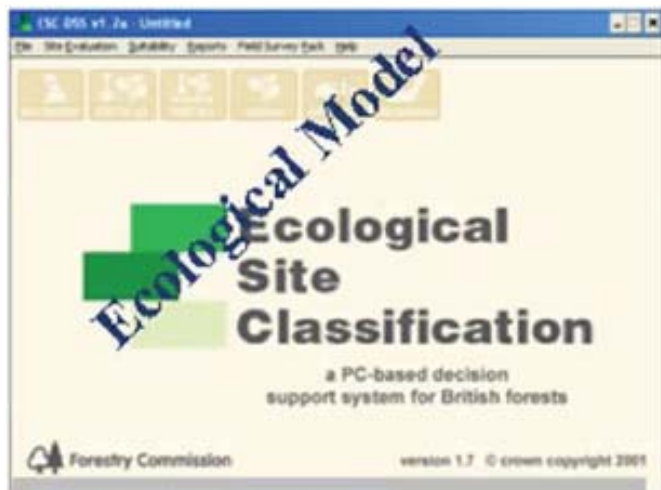 ESC DSS v1.7a - Untitled
File Site Evaluation Suitability Reports Field Survey Pack Help
Ecological Model
Ecological
Site
Classification
a PC-based decision
support system for British forests
Forestry Commission version 1.7 © crown copyright 2001